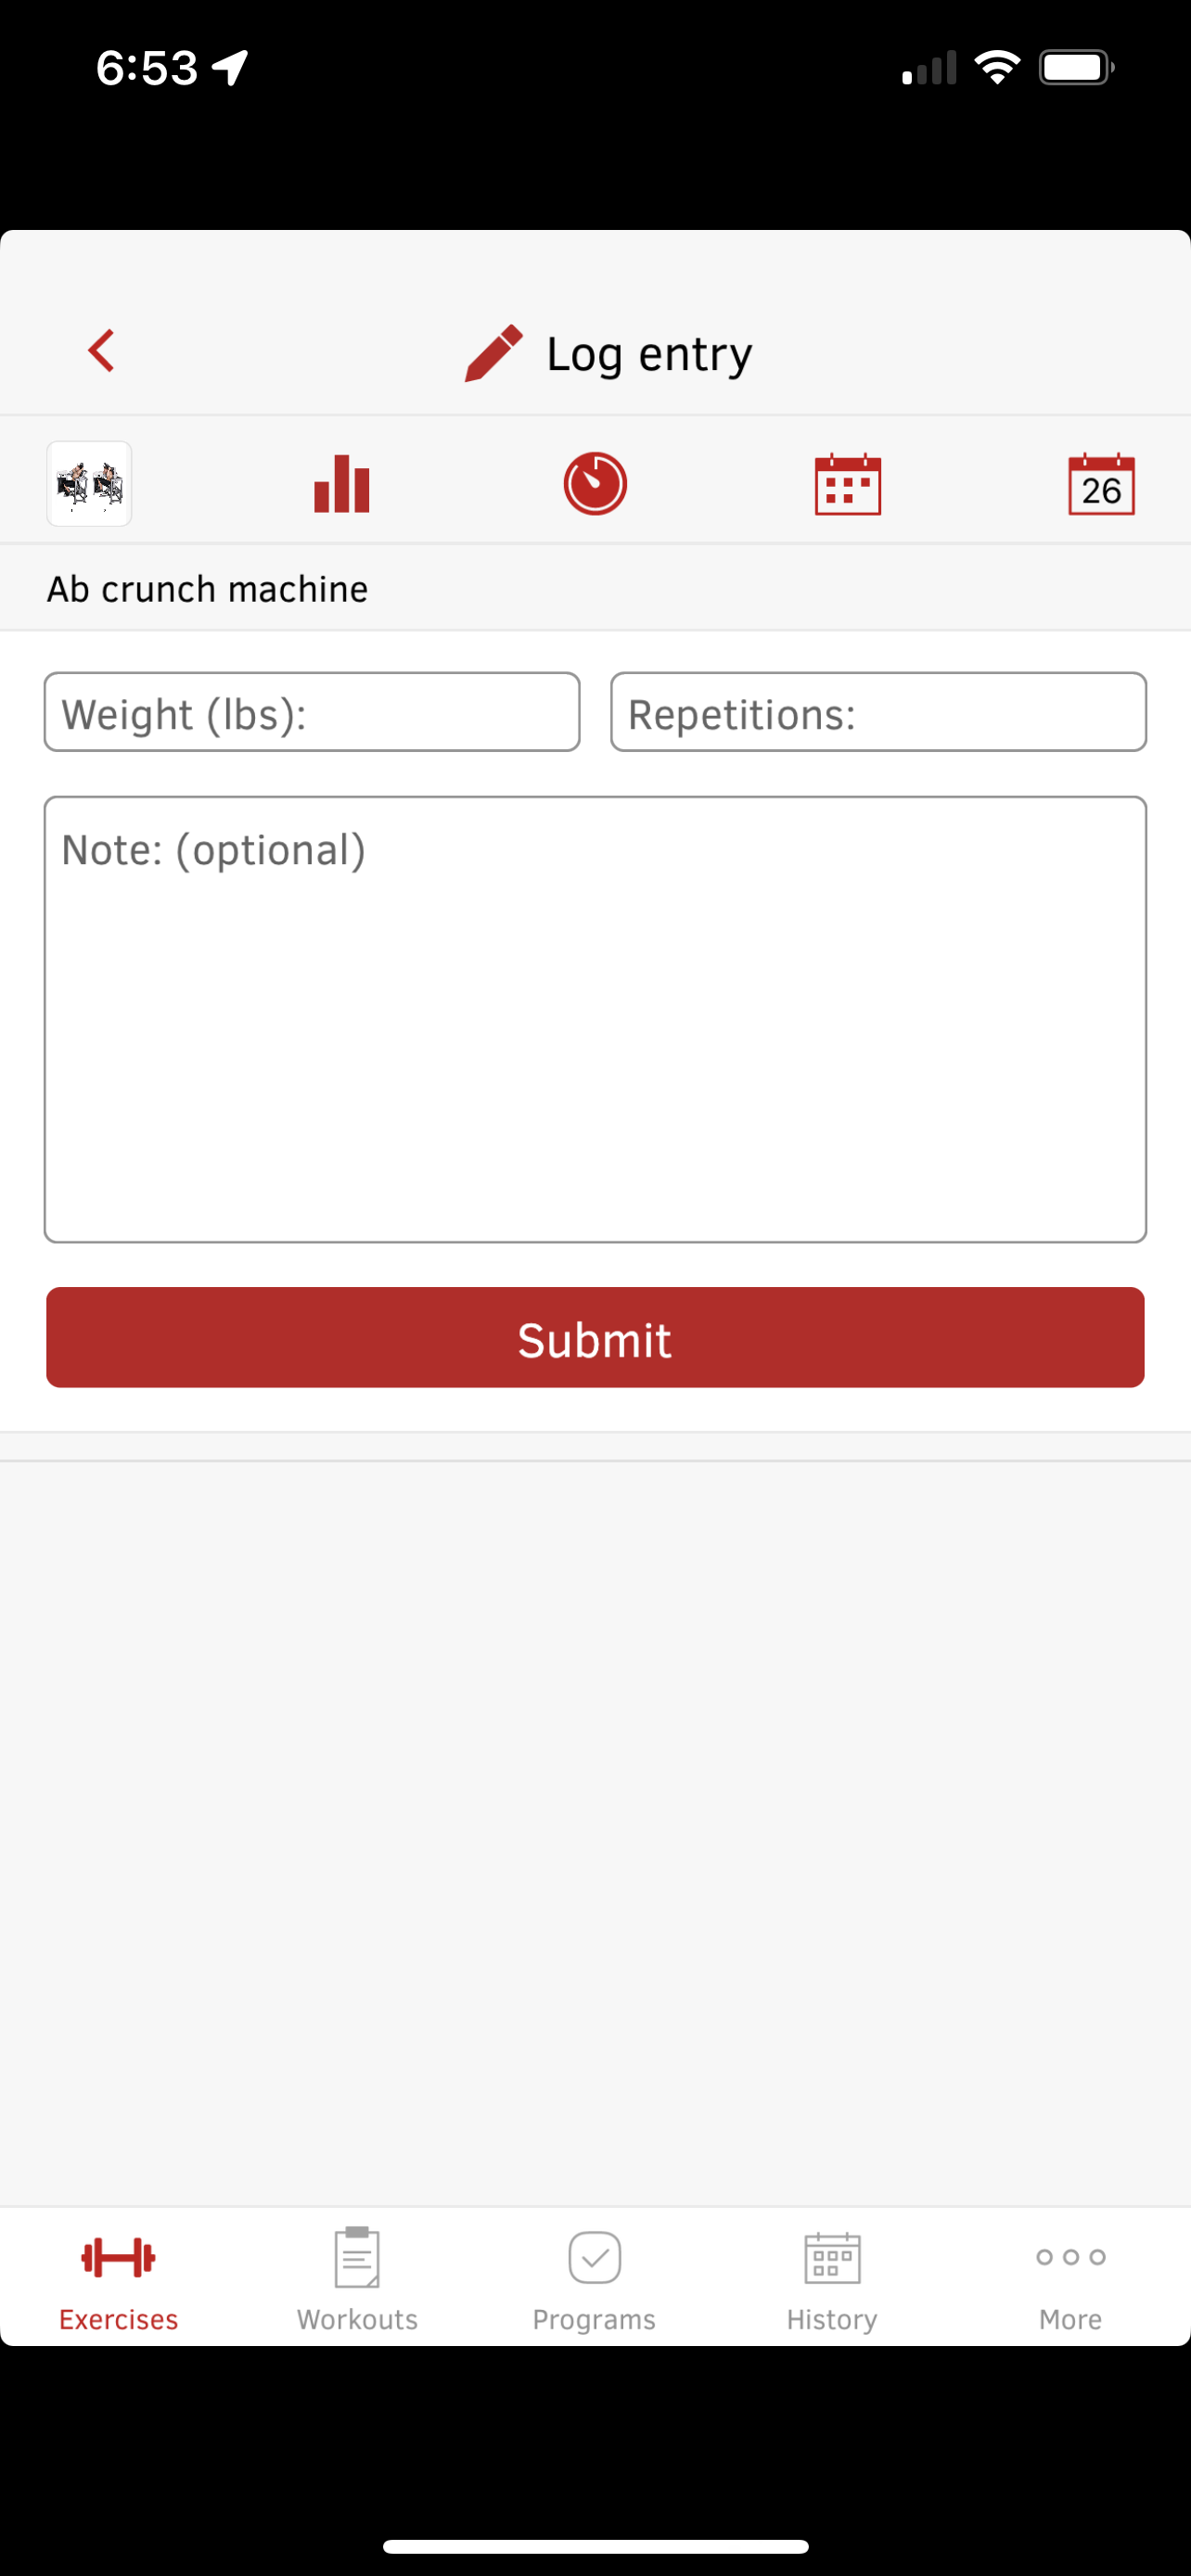 6:53
Log entry
26
Ab crunch machine
Weight (lbs):
Repetitions:
Note: (optional)
Submit
Exercises
Workouts
Programs
History
More